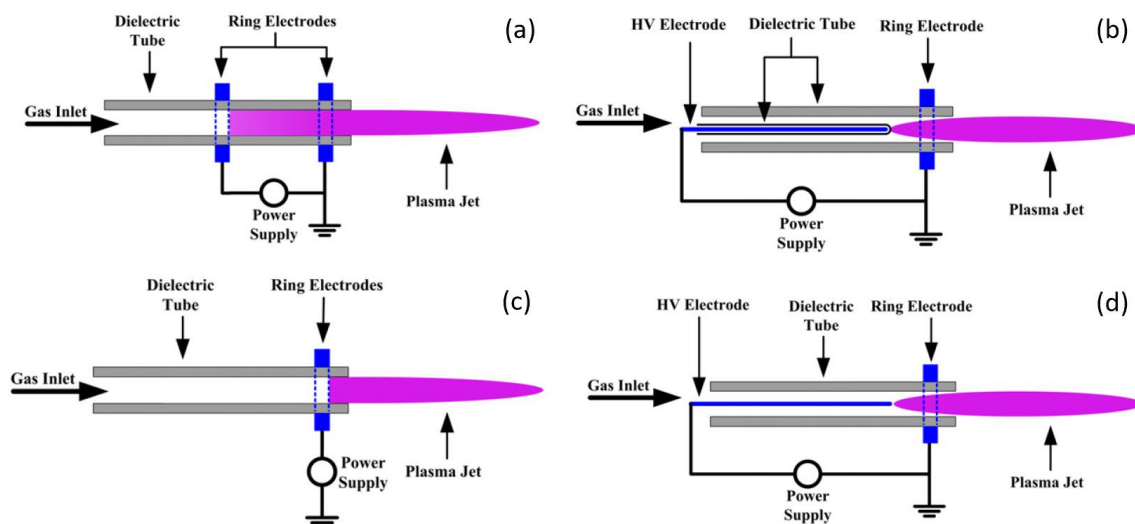 Dielectric
Tube
Ring Electrodes
(a)
Gas Inlet
Power
Supply
Plasma Jet
HV Electrode
Dielectric Tube
Ring Electrode
(b)
Gas Inlet
Power
Supply
Plasma Jet
Dielectric
Tube
Ring Electrodes
(c)
Gas Inlet
Power
Supply
Plasma Jet
HV Electrode
Dielectric
Tube
Ring Electrode
(d)
Gas Inlet
Power
Supply
Plasma Jet